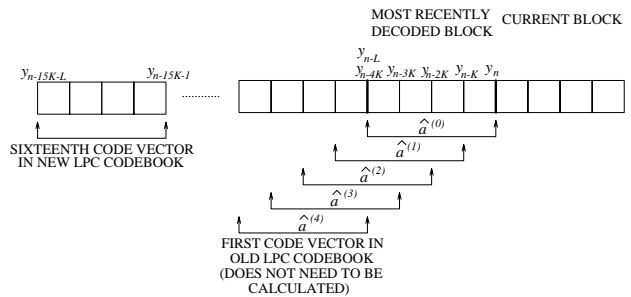 MOST RECENTLY
DECODED BLOCK
CURRENT BLOCK
y_{n-L}
y_{n-15K-L} y_{n-15K-1} y_{n-4K} y_{n-3K} y_{n-2K} y_{n-K} y_n
............
â^{(0)}
SIXTEENTH CODE VECTOR
IN NEW LPC CODEBOOK
â^{(1)}
â^{(2)}
â^{(3)}
â^{(4)}
FIRST CODE VECTOR IN
OLD LPC CODEBOOK
(DOES NOT NEED TO BE
CALCULATED)